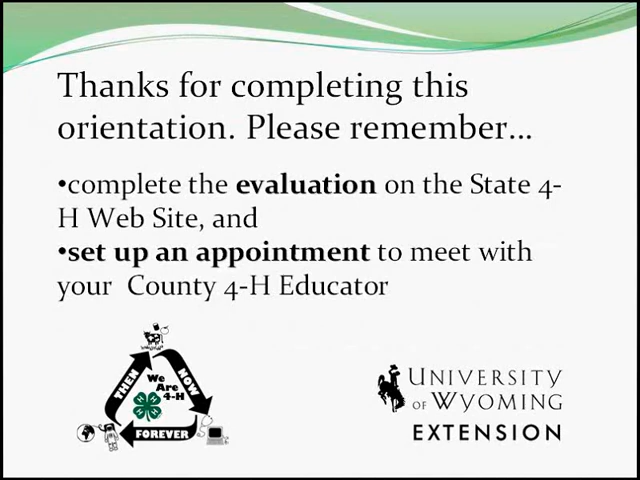 Thanks for completing this
orientation. Please remember...
•complete the evaluation on the State 4-
H Web Site, and
•set up an appointment to meet with
your County 4-H Educator
THEN
NOW
We
Are
4-H
H H H H
FOREVER
UNIVERSITY
OF WYOMING
EXTENSION